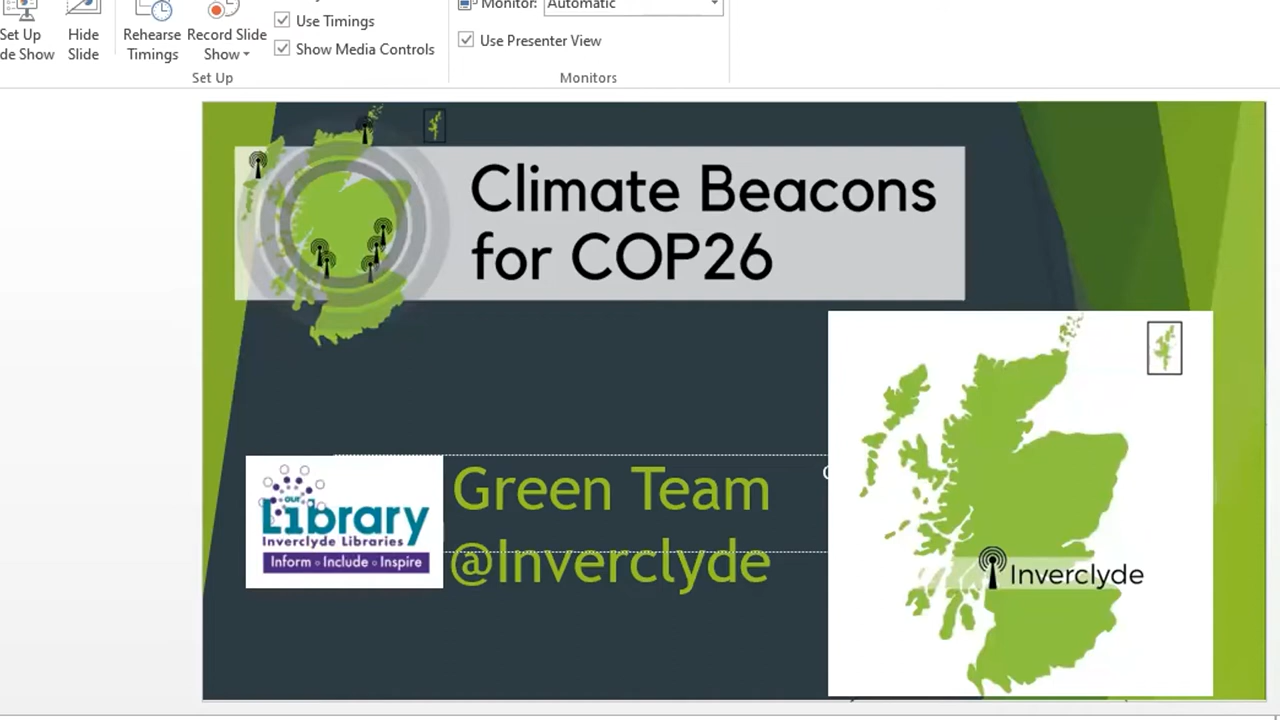 Monitor: Automatic
Set Up Hide Rehearse Record Slide Use Timings
de Show Slide Timings Show Show Media Controls Use Presenter View
Set Up Monitors
Climate Beacons
for COP26
Green Team
@Inverclyde
our
Library
Inverclyde Libraries
Inform Include Inspire
Inverclyde